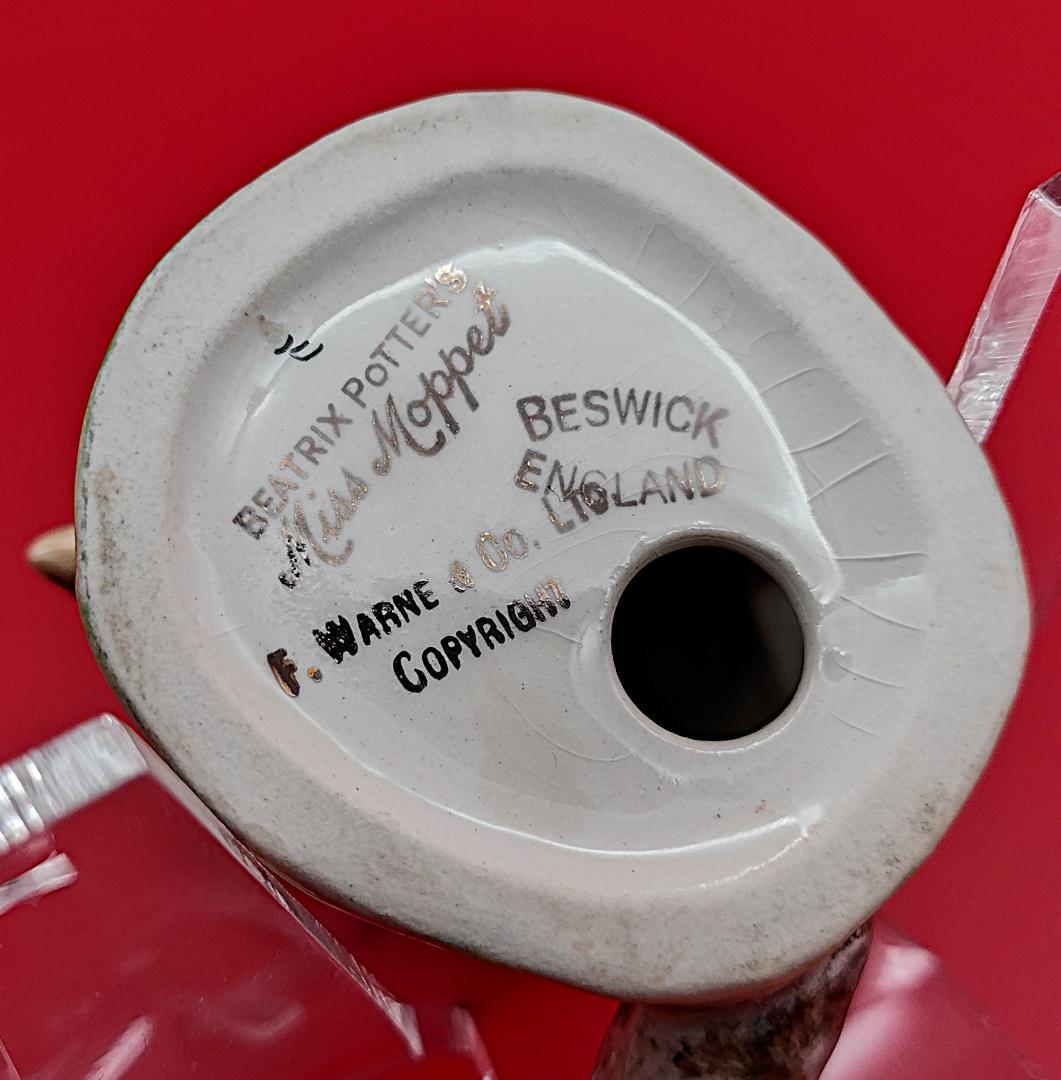 BEATRIX POTTER'S
Miss Moppet
F. WARNE & Co. LTD.
COPYRIGHT
BESWICK
ENGLAND